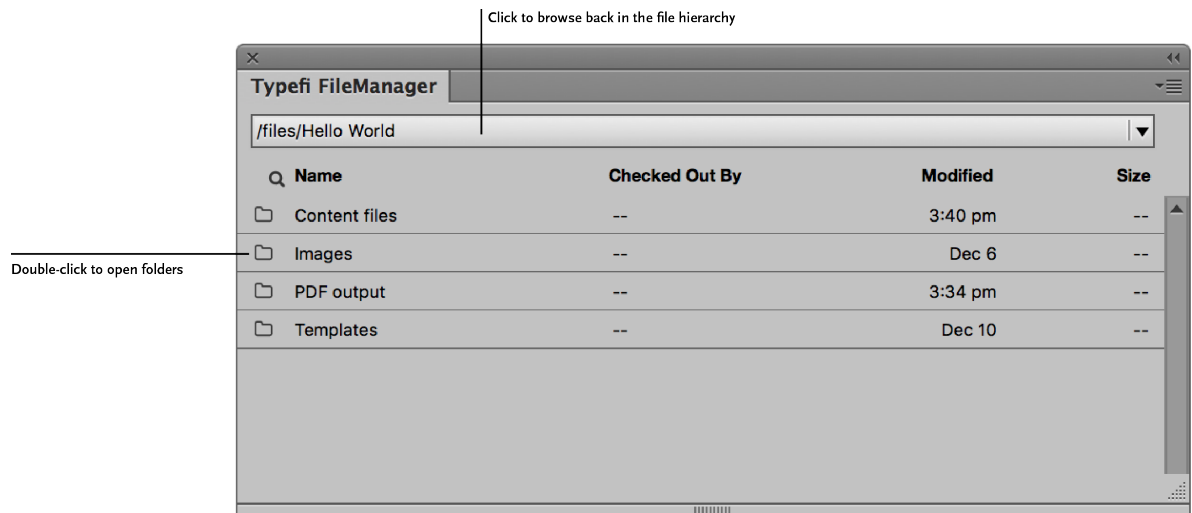 Click to browse back in the file hierarchy
Typefi FileManager
/files/Hello World
Name Checked Out By Modified Size
Content files -- 3:40 pm --
Images -- Dec 6 --
Double-click to open folders
PDF output -- 3:34 pm --
Templates -- Dec 10 --